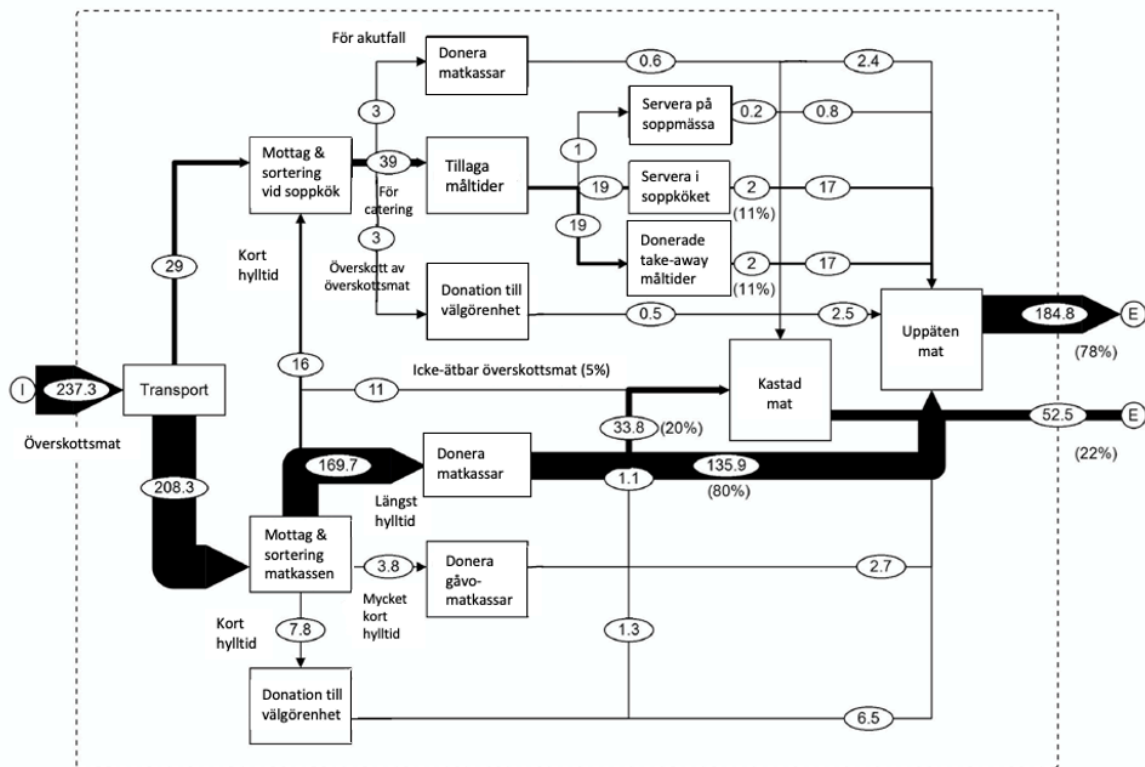 För akutfall
Donera
matkassar
0.6
2.4
3
Servera på
soppmässa
0.2
0.8
Mottag &
sortering
vid soppkök
39
Tillaga
måltider
1
19
Servera i
soppköket
2
17
(11%)
För
catering
3
19
Donerade
take-away
måltider
2
17
(11%)
Kort
hylltid
29
Överskott av
överskottsmat
Donation till
välgörenhet
0.5
2.5
Uppäten
mat
184.8
E
(78%)
16
Icke-ätbar överskottsmat (5%)
11
Kastad
mat
I
237.3
Transport
Överskottsmat
33.8
(20%)
52.5
E
(22%)
208.3
169.7
Donera
matkassar
1.1
135.9
(80%)
Längst
hylltid
Mottag &
sortering
matkassen
3.8
Donera
gåvo-
matkassar
2.7
Mycket
kort
hylltid
Kort
hylltid
7.8
1.3
Donation till
välgörenhet
6.5